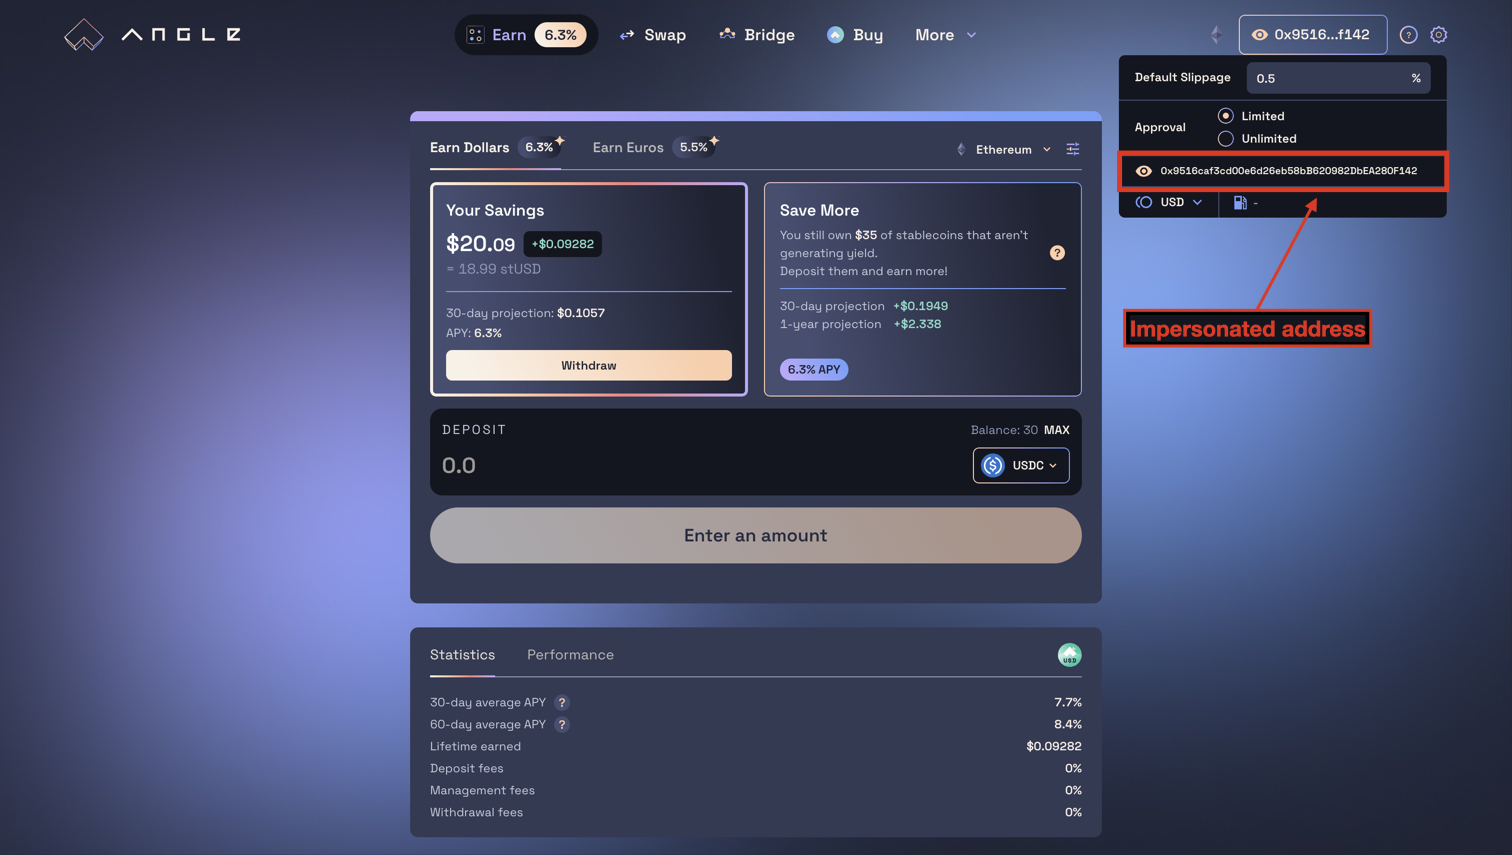 ANGLE
Earn 6.3%
Swap
Bridge
Buy
More
0x9516...f142
?
Default Slippage 0.5 %
Approval
Limited
Unlimited
0x9516caf3cd00e6d26eb58bB620982DbEA280F142
USD
-
Impersonated address
Earn Dollars 6.3%
Earn Euros 5.5%
Ethereum
Your Savings
$20.09 +$0.09282
= 18.99 stUSD
30-day projection: $0.1057
APY: 6.3%
Withdraw
Save More
You still own $35 of stablecoins that aren't
generating yield.
Deposit them and earn more!
?
30-day projection +$0.1949
1-year projection +$2.338
6.3% APY
DEPOSIT
Balance: 30 MAX
0.0
USDC
Enter an amount
Statistics
Performance
USD
30-day average APY ? 7.7%
60-day average APY ? 8.4%
Lifetime earned $0.09282
Deposit fees 0%
Management fees 0%
Withdrawal fees 0%